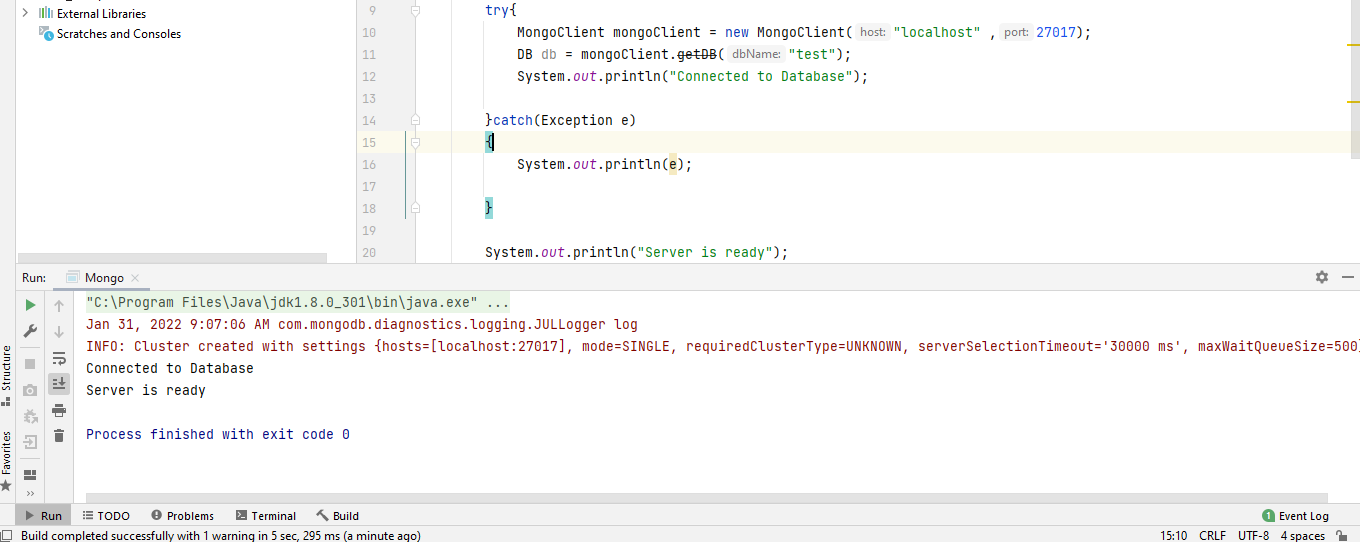 External Libraries
Scratches and Consoles
9 try{
10 MongoClient mongoClient = new MongoClient( host: "localhost" , port: 27017);
11 DB db = mongoClient.getDB( dbName: "test");
12 System.out.println("Connected to Database");
13
14 }catch(Exception e)
15 {
16 System.out.println(e);
17
18 }
19
20 System.out.println("Server is ready");
Run: Mongo
"C:\Program Files\Java\jdk1.8.0_301\bin\java.exe" ...
Jan 31, 2022 9:07:06 AM com.mongodb.diagnostics.logging.JULLogger log
INFO: Cluster created with settings {hosts=[localhost:27017], mode=SINGLE, requiredClusterType=UNKNOWN, serverSelectionTimeout='30000 ms', maxWaitQueueSize=500}
Connected to Database
Server is ready
Process finished with exit code 0
Structure
Favorites
Run TODO Problems Terminal Build 1 Event Log
Build completed successfully with 1 warning in 5 sec, 295 ms (a minute ago) 15:10 CRLF UTF-8 4 spaces